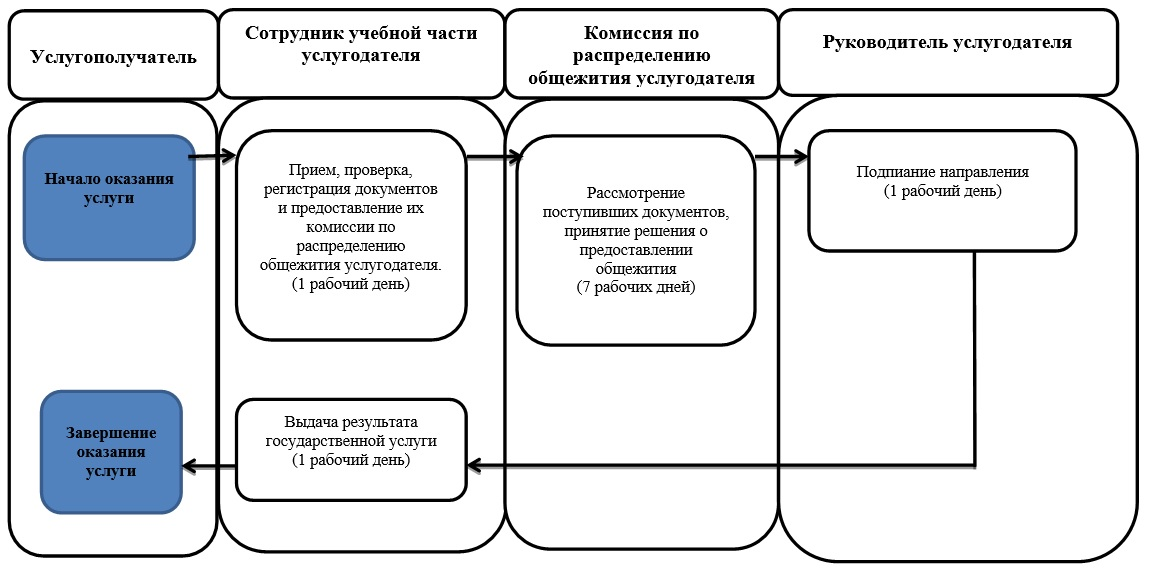 Услугополучатель
Сотрудник учебной части
услугодателя
Комиссия по
распределению
общежития услугодателя
Руководитель услугодателя
Начало оказания
услуги
Прием, проверка,
регистрация документов
и предоставление их
комиссии по
распределению
общежития услугодателя.
(1 рабочий день)
Рассмотрение
поступивших документов,
принятие решения о
предоставлении
общежития
(7 рабочих дней)
Подпиание направления
(1 рабочий день)
Завершение
оказания
услуги
Выдача результата
государственной услуги
(1 рабочий день)